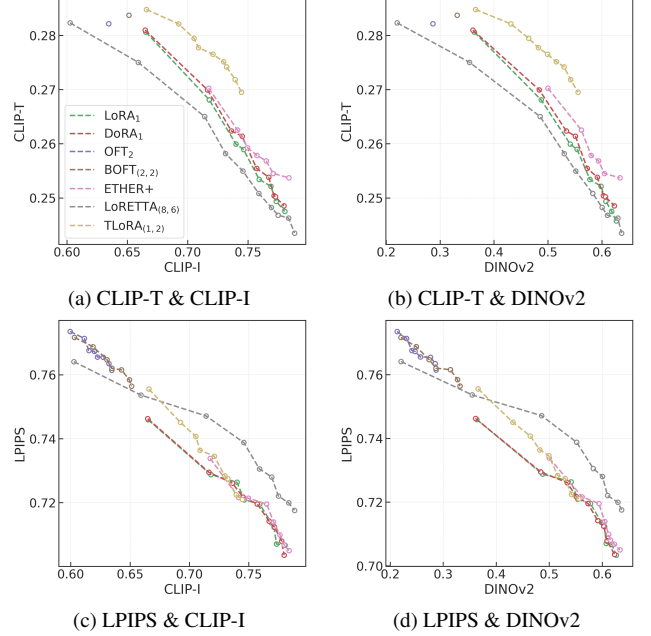 CLIP-T
0.28
0.27
0.26
0.25
LoRA1
DoRA1
OFT2
BOFT(2, 2)
ETHER+
LoRETTA(8, 6)
TLoRA(1, 2)
0.60 0.65 0.70 0.75
CLIP-I
(a) CLIP-T & CLIP-I
CLIP-T
0.28
0.27
0.26
0.25
0.2 0.3 0.4 0.5 0.6
DINOv2
(b) CLIP-T & DINOv2
LPIPS
0.76
0.74
0.72
0.60 0.65 0.70 0.75
CLIP-I
(c) LPIPS & CLIP-I
LPIPS
0.76
0.74
0.72
0.70
0.2 0.3 0.4 0.5 0.6
DINOv2
(d) LPIPS & DINOv2